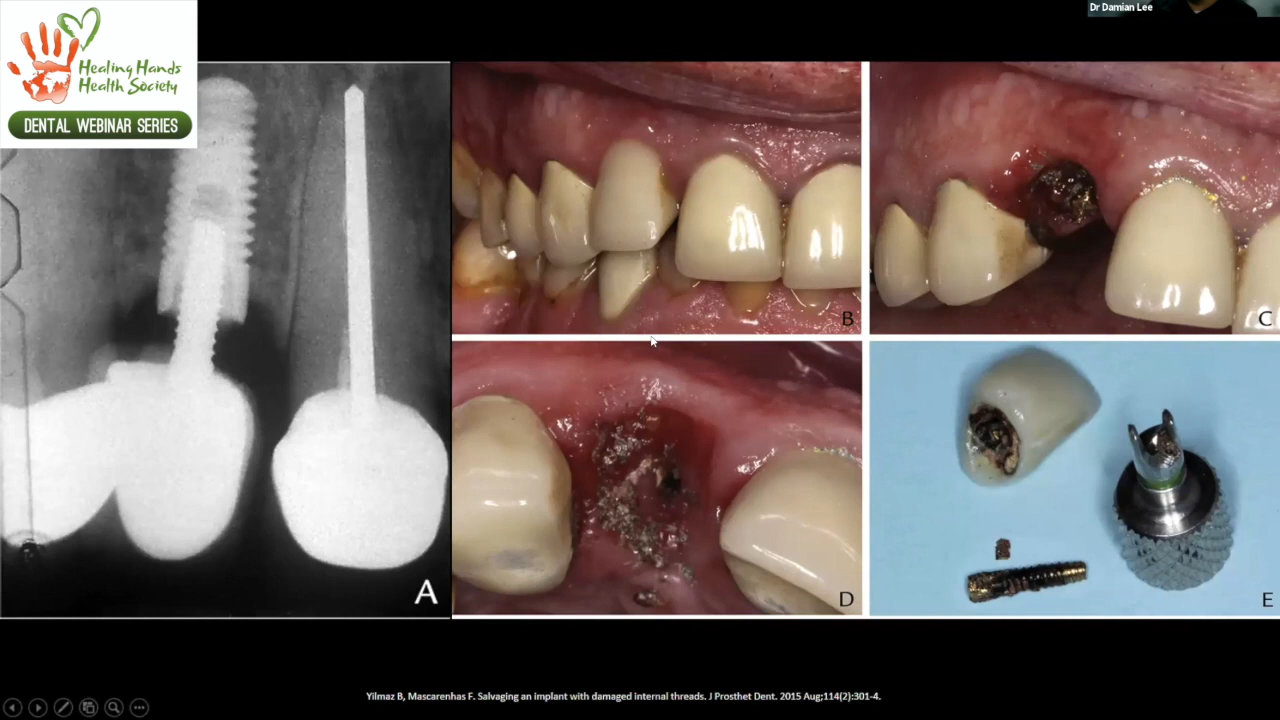 Dr Damian Lee
Healing Hands
Health Society
DENTAL WEBINAR SERIES
A
B
C
D
E
Yilmaz B, Mascarenhas F. Salvaging an implant with damaged internal threads. J Prosthet Dent. 2015 Aug;114(2):301-4.